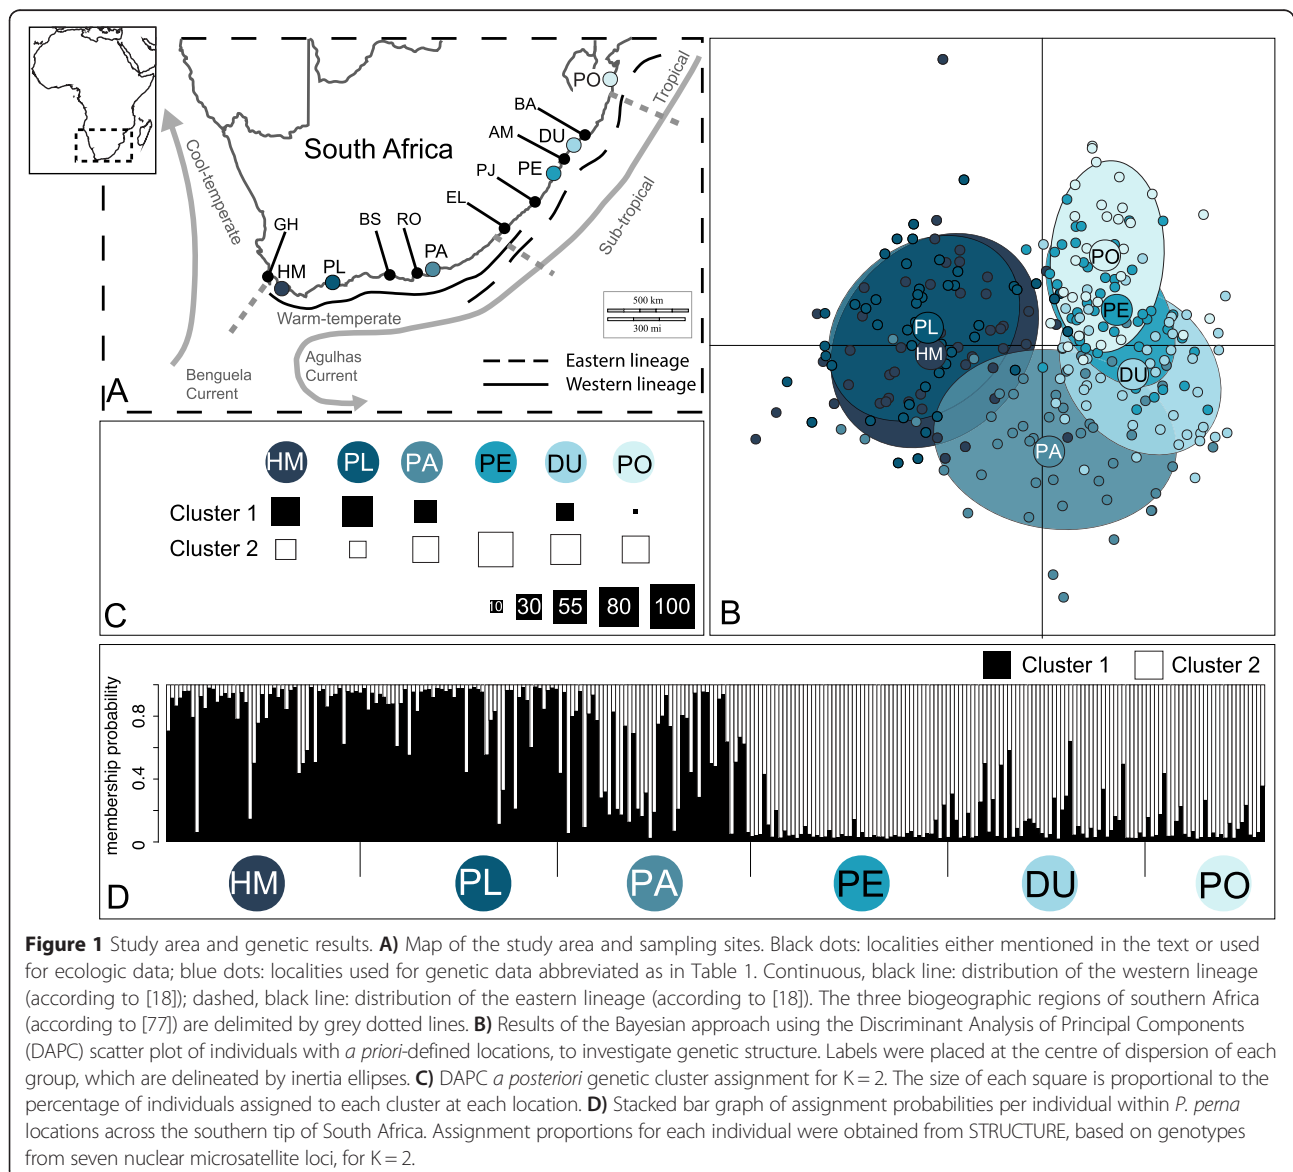 PO
Tropical
BA
AM
DU
South Africa
PE
Cool-temperate
PJ
Sub-tropical
EL
GH
BS
RO
HM
PL
PA
500 km
300 mi
Warm-temperate
Agulhas
Current
Benguela
Current
Eastern lineage
Western lineage
A
PO
PE
PL
HM
DU
PA
B
HM PL PA PE DU PO
Cluster 1
Cluster 2
10 30 55 80 100
C
Cluster 1 Cluster 2
membership probability
0.8
0.4
0
HM PL PA PE DU PO
D
Figure 1 Study area and genetic results. A) Map of the study area and sampling sites. Black dots: localities either mentioned in the text or used
for ecologic data; blue dots: localities used for genetic data abbreviated as in Table 1. Continuous, black line: distribution of the western lineage
(according to [18]); dashed, black line: distribution of the eastern lineage (according to [18]). The three biogeographic regions of southern Africa
(according to [77]) are delimited by grey dotted lines. B) Results of the Bayesian approach using the Discriminant Analysis of Principal Components
(DAPC) scatter plot of individuals with a priori-defined locations, to investigate genetic structure. Labels were placed at the centre of dispersion of each
group, which are delineated by inertia ellipses. C) DAPC a posteriori genetic cluster assignment for K = 2. The size of each square is proportional to the
percentage of individuals assigned to each cluster at each location. D) Stacked bar graph of assignment probabilities per individual within P. perna
locations across the southern tip of South Africa. Assignment proportions for each individual were obtained from STRUCTURE, based on genotypes
from seven nuclear microsatellite loci, for K = 2.